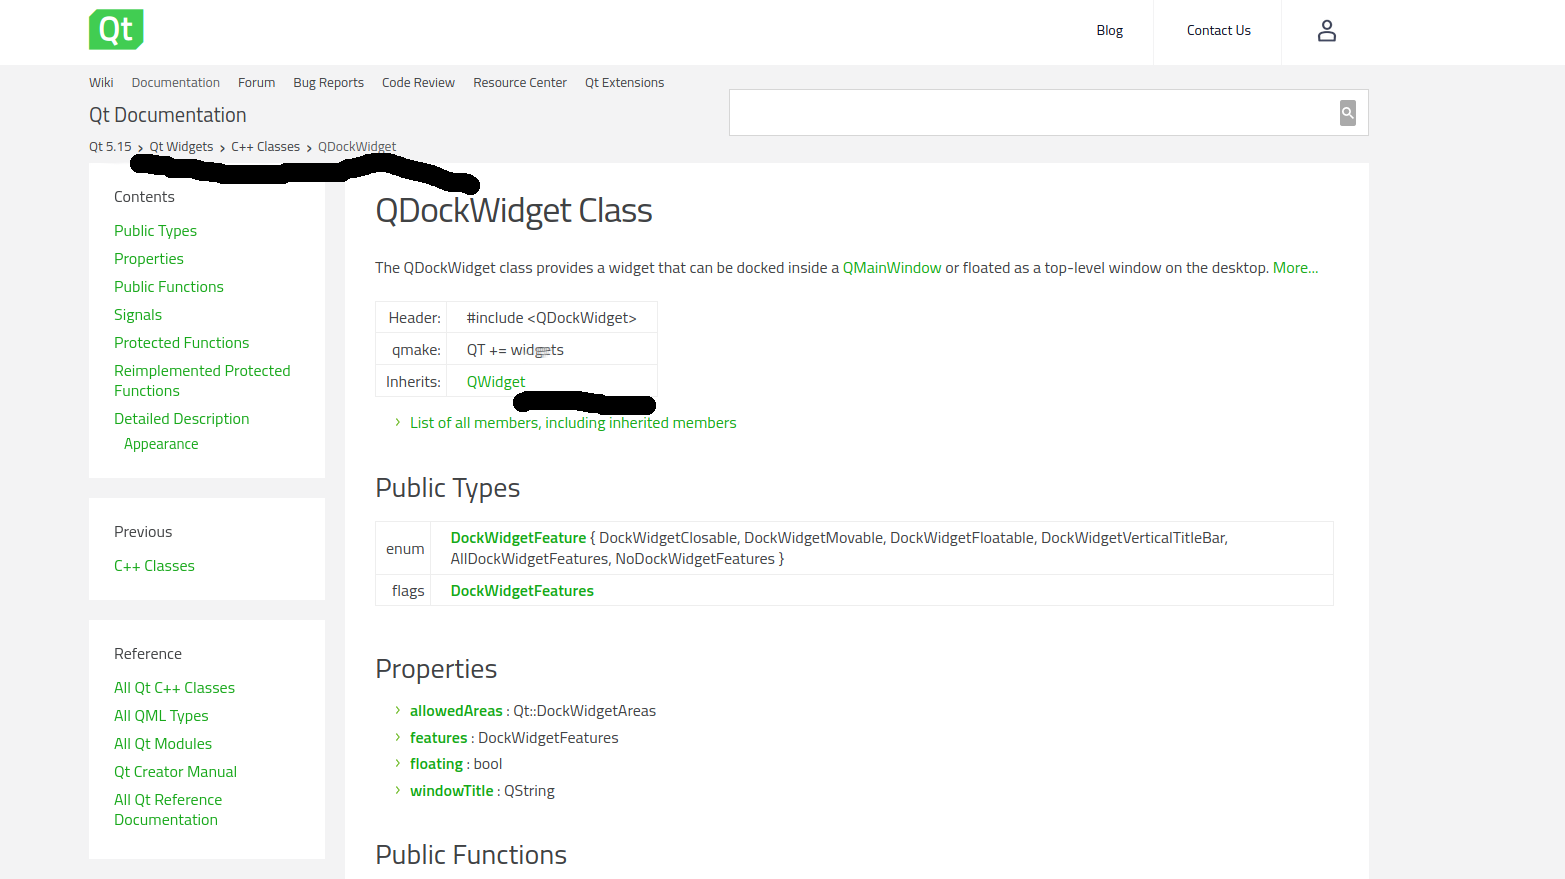 Qt
Blog
Contact Us
Wiki Documentation Forum Bug Reports Code Review Resource Center Qt Extensions
Qt Documentation
Qt 5.15 › Qt Widgets › C++ Classes › QDockWidget
Contents
Public Types
Properties
Public Functions
Signals
Protected Functions
Reimplemented Protected
Functions
Detailed Description
Appearance
Previous
C++ Classes
Reference
All Qt C++ Classes
All QML Types
All Qt Modules
Qt Creator Manual
All Qt Reference
Documentation
QDockWidget Class
The QDockWidget class provides a widget that can be docked inside a QMainWindow or floated as a top-level window on the desktop. More...
Header: #include <QDockWidget>
qmake: QT += widgets
Inherits: QWidget
› List of all members, including inherited members
Public Types
enum DockWidgetFeature { DockWidgetClosable, DockWidgetMovable, DockWidgetFloatable, DockWidgetVerticalTitleBar,
AllDockWidgetFeatures, NoDockWidgetFeatures }
flags DockWidgetFeatures
Properties
› allowedAreas : Qt::DockWidgetAreas
› features : DockWidgetFeatures
› floating : bool
› windowTitle : QString
Public Functions